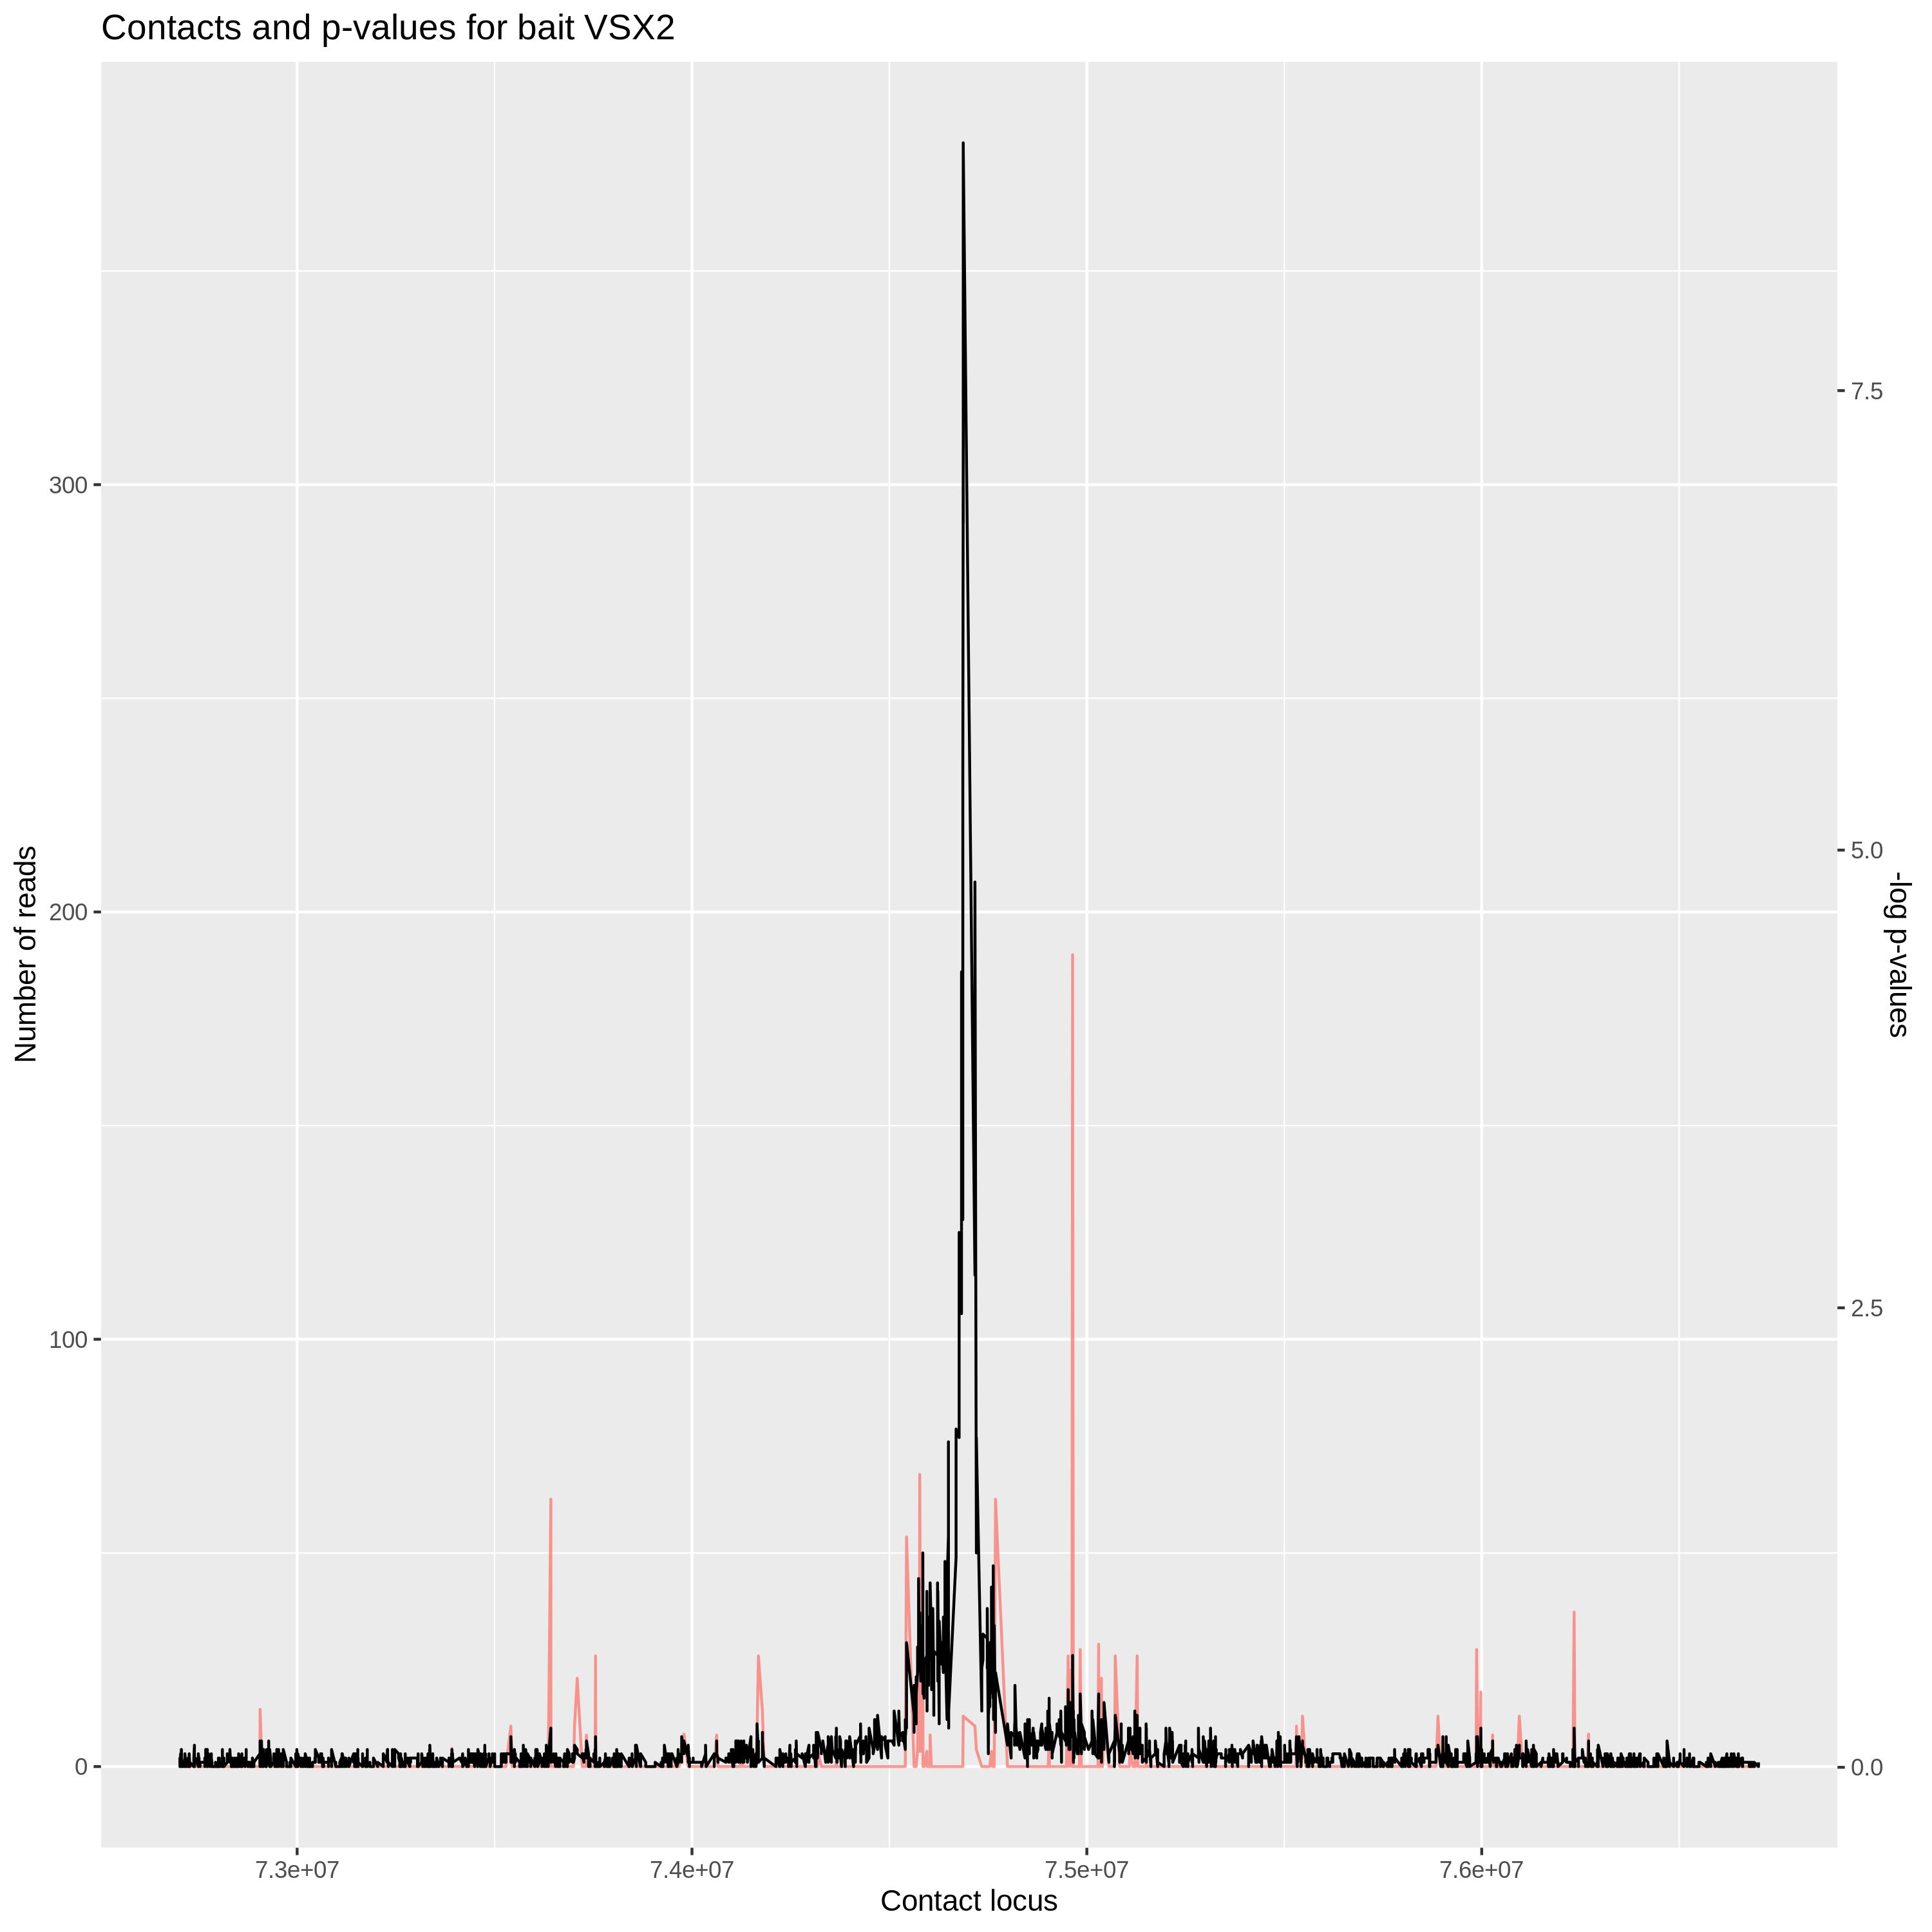 Contacts and p-values for bait VSX2
300
200
100
0
7.5
5.0
2.5
0.0
Number of reads
-log p-values
7.3e+07
7.4e+07
7.5e+07
7.6e+07
Contact locus